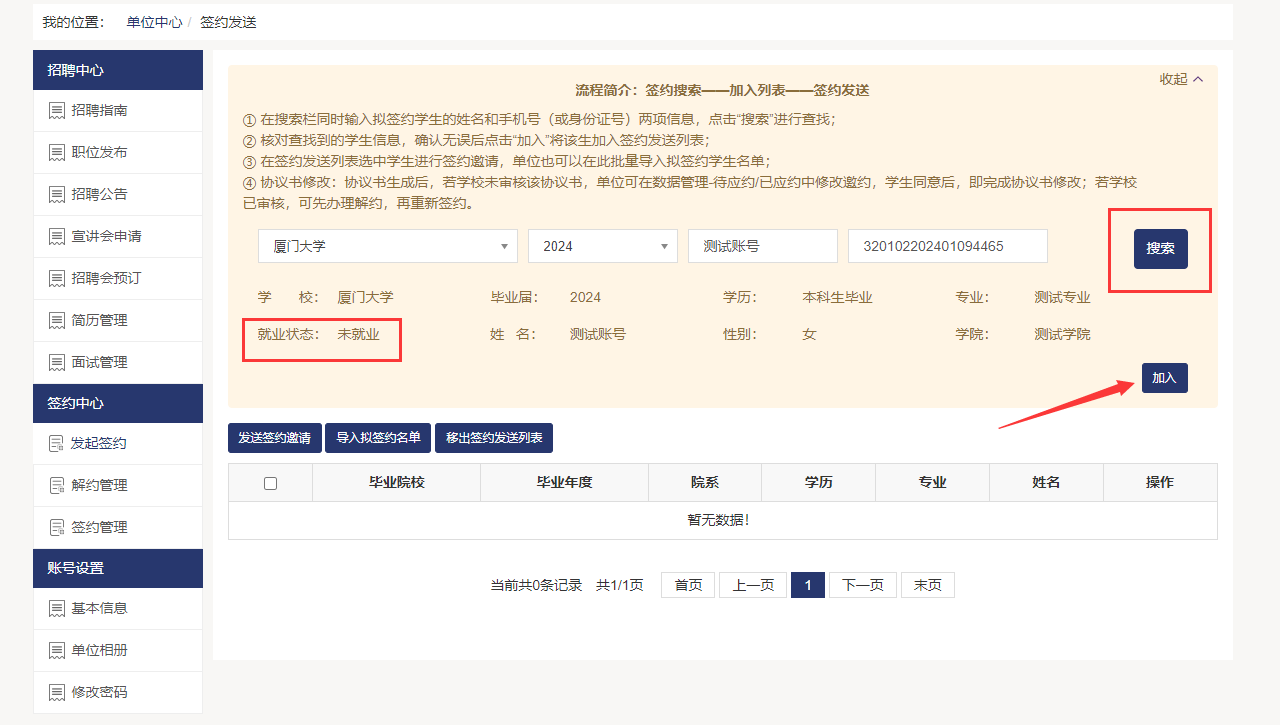 我的位置： 单位中心 / 签约发送
招聘中心
招聘指南
职位发布
招聘公告
宣讲会申请
招聘会预订
简历管理
面试管理
签约中心
发起签约
解约管理
签约管理
账号设置
基本信息
单位相册
修改密码
收起
流程简介：签约搜索——加入列表——签约发送
① 在搜索栏同时输入拟签约学生的姓名和手机号（或身份证号）两项信息，点击“搜索”进行查找；
② 核对查找到的学生信息，确认无误后点击“加入”将该生加入签约发送列表；
③ 在签约发送列表选中学生进行签约邀请，单位也可以在此批量导入拟签约学生名单；
④ 协议书修改：协议书生成后，若学校未审核该协议书，单位可在数据管理-待应约/已应约中修改邀约，学生同意后，即完成协议书修改；若学校
已审核，可先办理解约，再重新签约。
厦门大学 2024 测试账号 320102202401094465 搜索
学 校： 厦门大学 毕业届： 2024 学历： 本科生毕业 专业： 测试专业
就业状态： 未就业 姓 名： 测试账号 性别： 女 学院： 测试学院
加入
发送签约邀请 导入拟签约名单 移出签约发送列表
毕业院校 毕业年度 院系 学历 专业 姓名 操作
暂无数据！
当前共0条记录 共1/1页 首页 上一页 1 下一页 末页